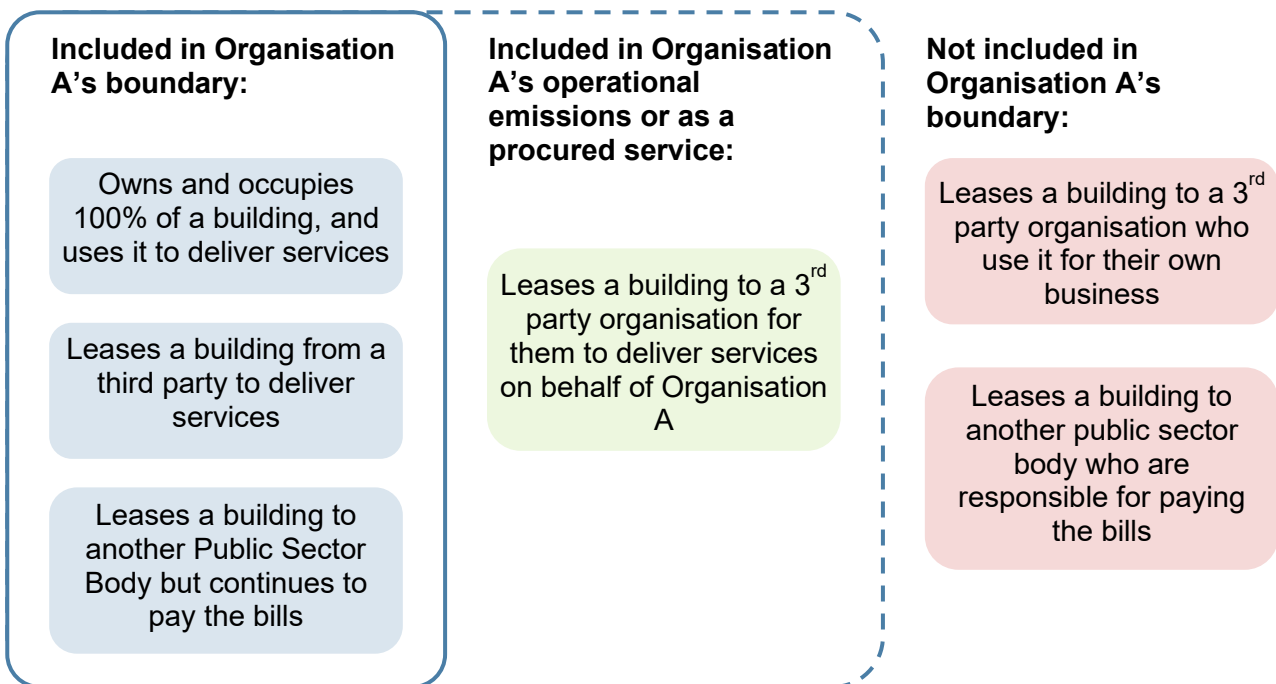 Included in Organisation
A’s boundary:
Owns and occupies
100% of a building, and
uses it to deliver services
Leases a building from a
third party to deliver
services
Leases a building to
another Public Sector
Body but continues to
pay the bills
Included in Organisation
A’s operational
emissions or as a
procured service:
Leases a building to a 3rd
party organisation for
them to deliver services
on behalf of Organisation
A
Not included in
Organisation A’s
boundary:
Leases a building to a 3rd
party organisation who
use it for their own
business
Leases a building to
another public sector
body who are
responsible for paying
the bills